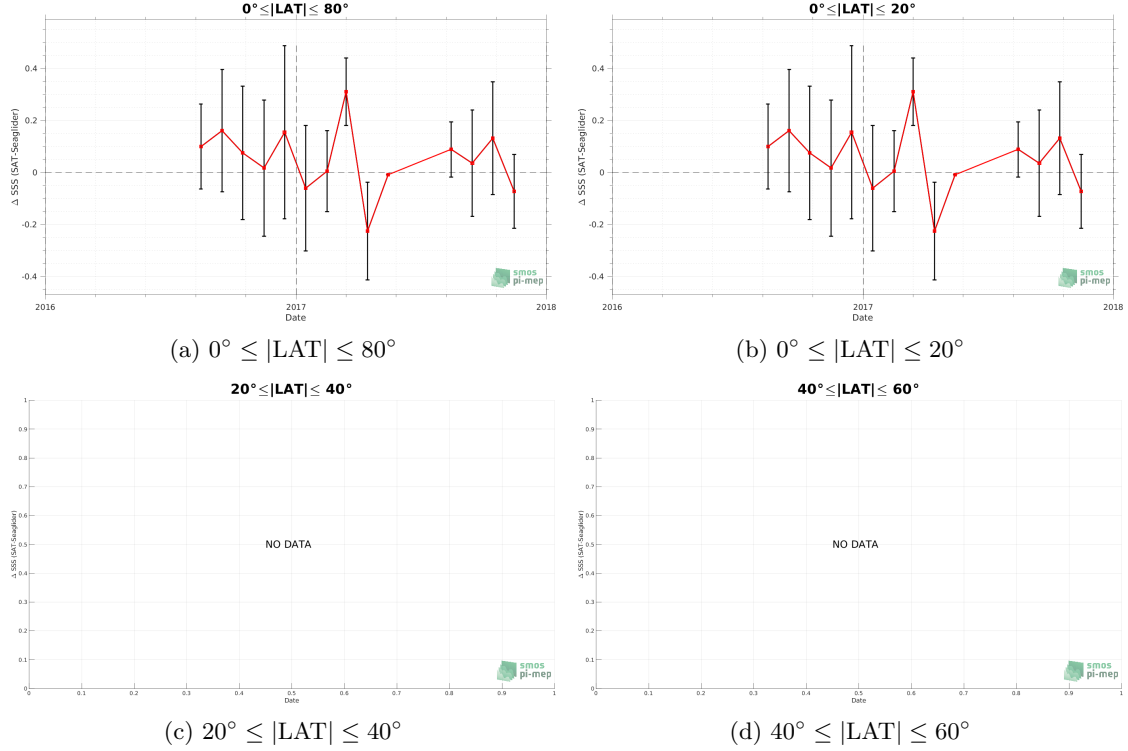 0°≤|LAT|≤ 80°
Δ SSS (SAT-Seaglider)
0.4
0.2
0
-0.2
-0.4
smos
pi-mep
2016
2017
2018
Date
(a) 0° ≤ |LAT| ≤ 80°
0°≤|LAT|≤ 20°
Δ SSS (SAT-Seaglider)
0.4
0.2
0
-0.2
-0.4
smos
pi-mep
2016
2017
2018
Date
(b) 0° ≤ |LAT| ≤ 20°
20°≤|LAT|≤ 40°
Δ SSS (SAT-Seaglider)
1
0.9
0.8
0.7
0.6
0.5
0.4
0.3
0.2
0.1
0
NO DATA
smos
pi-mep
0 0.1 0.2 0.3 0.4 0.5 0.6 0.7 0.8 0.9 1
Date
(c) 20° ≤ |LAT| ≤ 40°
40°≤|LAT|≤ 60°
Δ SSS (SAT-Seaglider)
1
0.9
0.8
0.7
0.6
0.5
0.4
0.3
0.2
0.1
0
NO DATA
smos
pi-mep
0 0.1 0.2 0.3 0.4 0.5 0.6 0.7 0.8 0.9 1
Date
(d) 40° ≤ |LAT| ≤ 60°